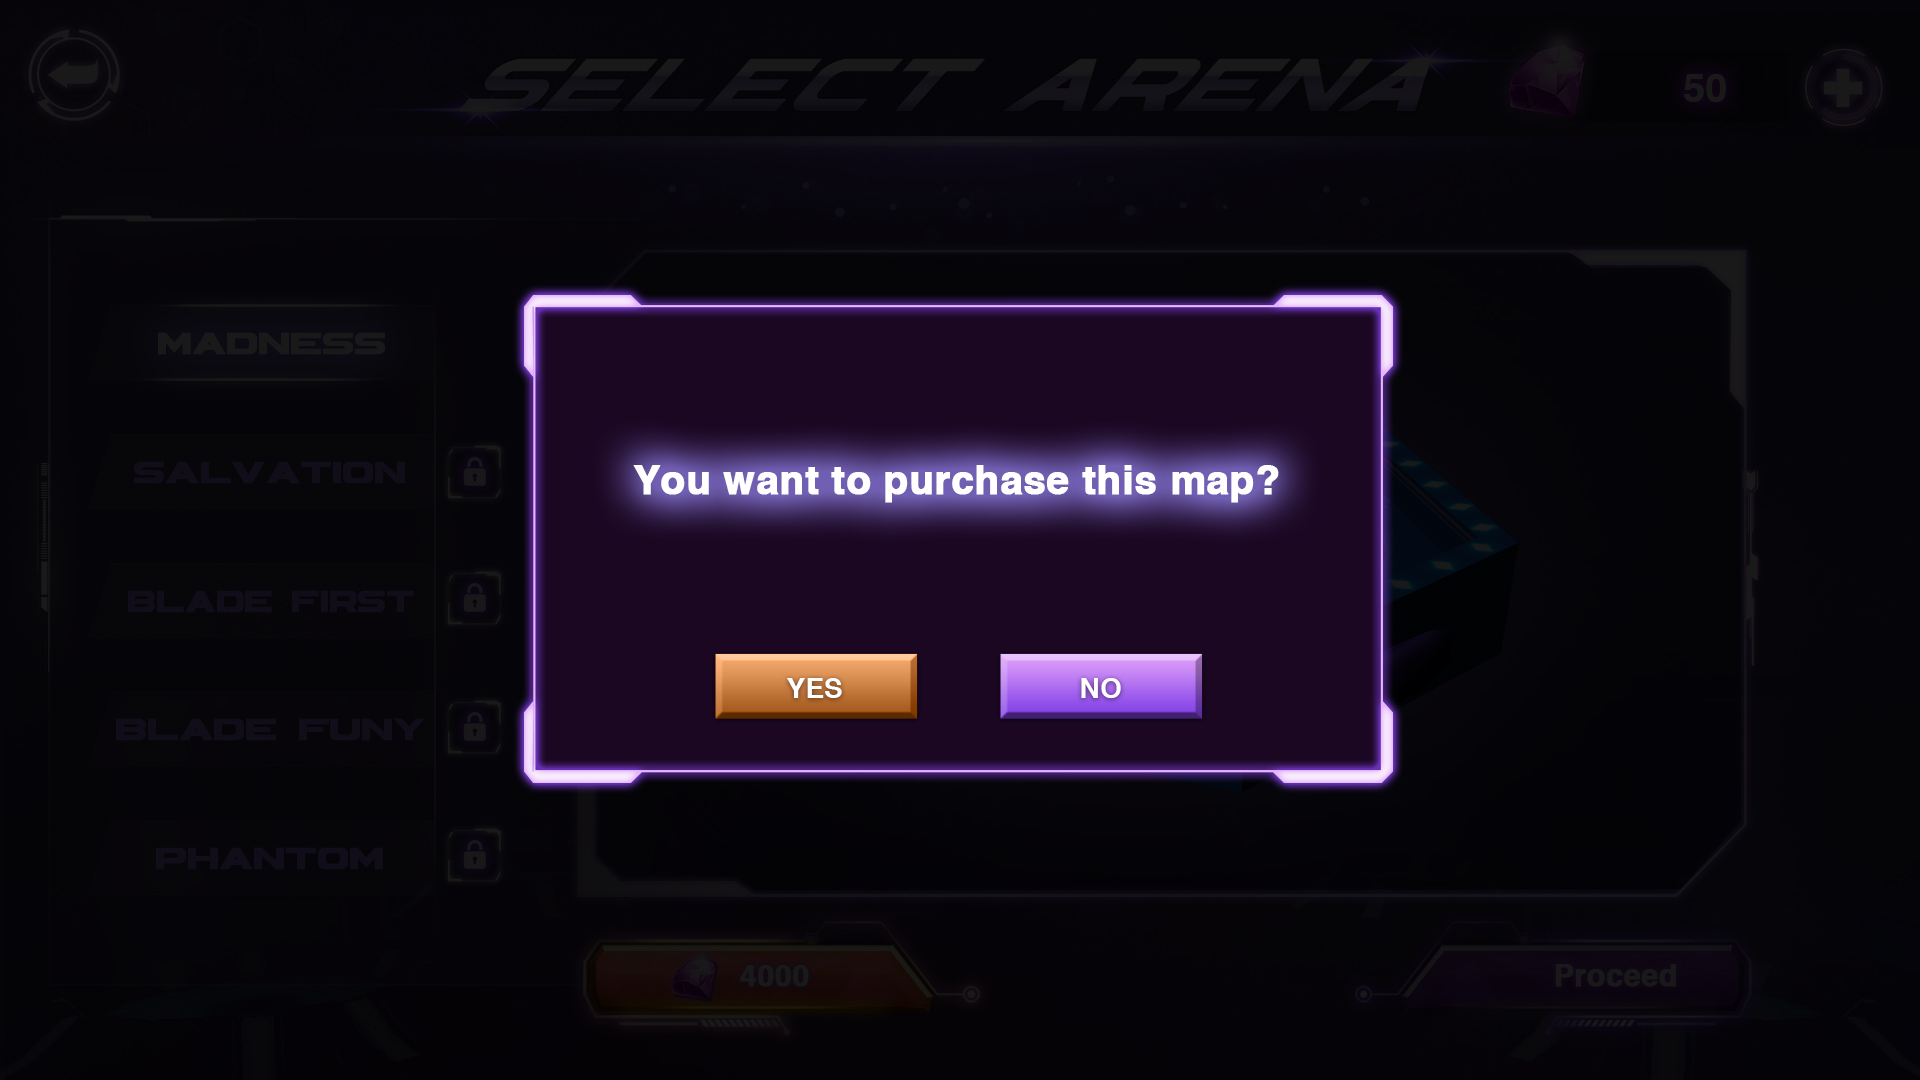 SELECT ARENA
50
MADNESS
SALVATION
BLADE FIRST
BLADE FUNY
PHANTOM
You want to purchase this map?
YES
NO
4000
Proceed